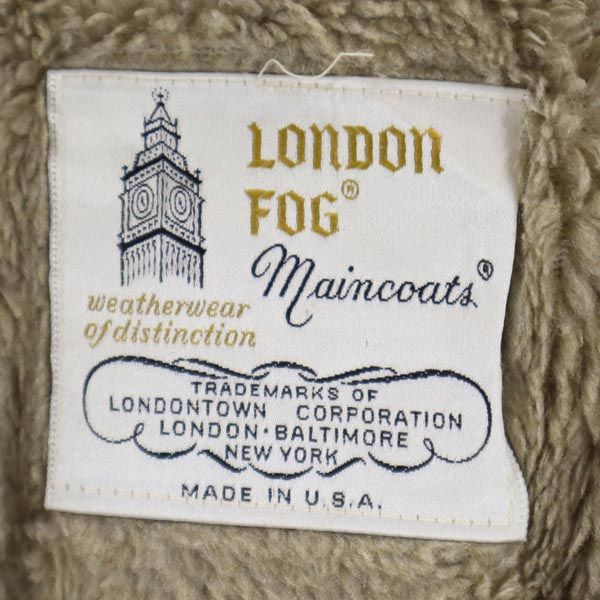 LONDON
FOG®
Maincoats®
weatherwear
of distinction
TRADEMARKS OF
LONDONTOWN CORPORATION
LONDON·BALTIMORE
NEW YORK
MADE IN U.S.A.